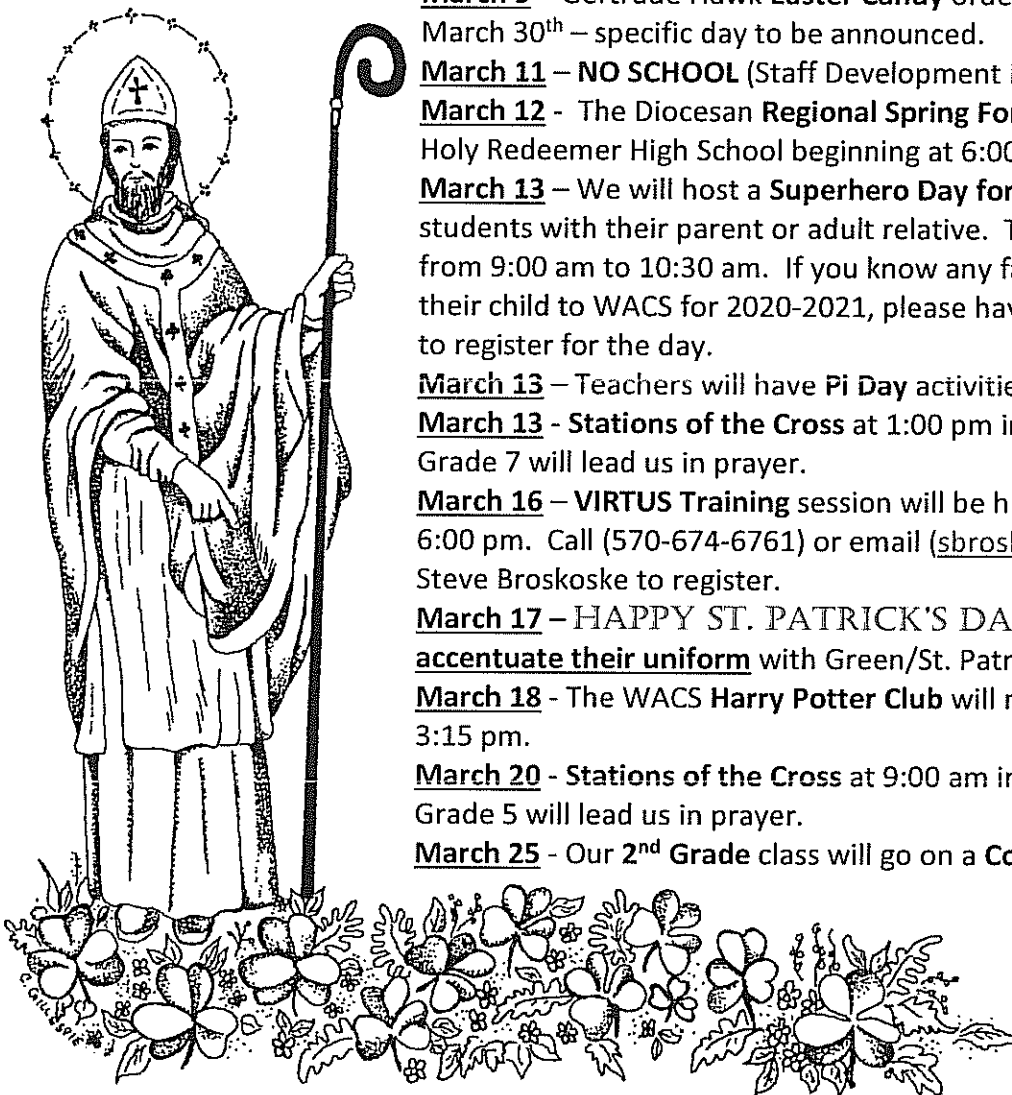 March 9 – Gertrude Hawk Easter Candy
March 30th – specific day to be announced.
March 11 – NO SCHOOL (Staff Development
March 12 - The Diocesan Regional Spring
Holy Redeemer High School beginning at 6:00
March 13 – We will host a Superhero Day for
students with their parent or adult relative.
from 9:00 am to 10:30 am. If you know any
their child to WACS for 2020-2021, please
to register for the day.
March 13 – Teachers will have Pi Day
March 13 - Stations of the Cross at 1:00 pm
Grade 7 will lead us in prayer.
March 16 – VIRTUS Training session will be
6:00 pm. Call (570-674-6761) or email (sbrosk
Steve Broskoske to register.
March 17 – HAPPY ST. PATRICK'S DA
accentuate their uniform with Green/St. Patr
March 18 - The WACS Harry Potter Club will
3:15 pm.
March 20 - Stations of the Cross at 9:00 am
Grade 5 will lead us in prayer.
March 25 - Our 2nd Grade class will go on a